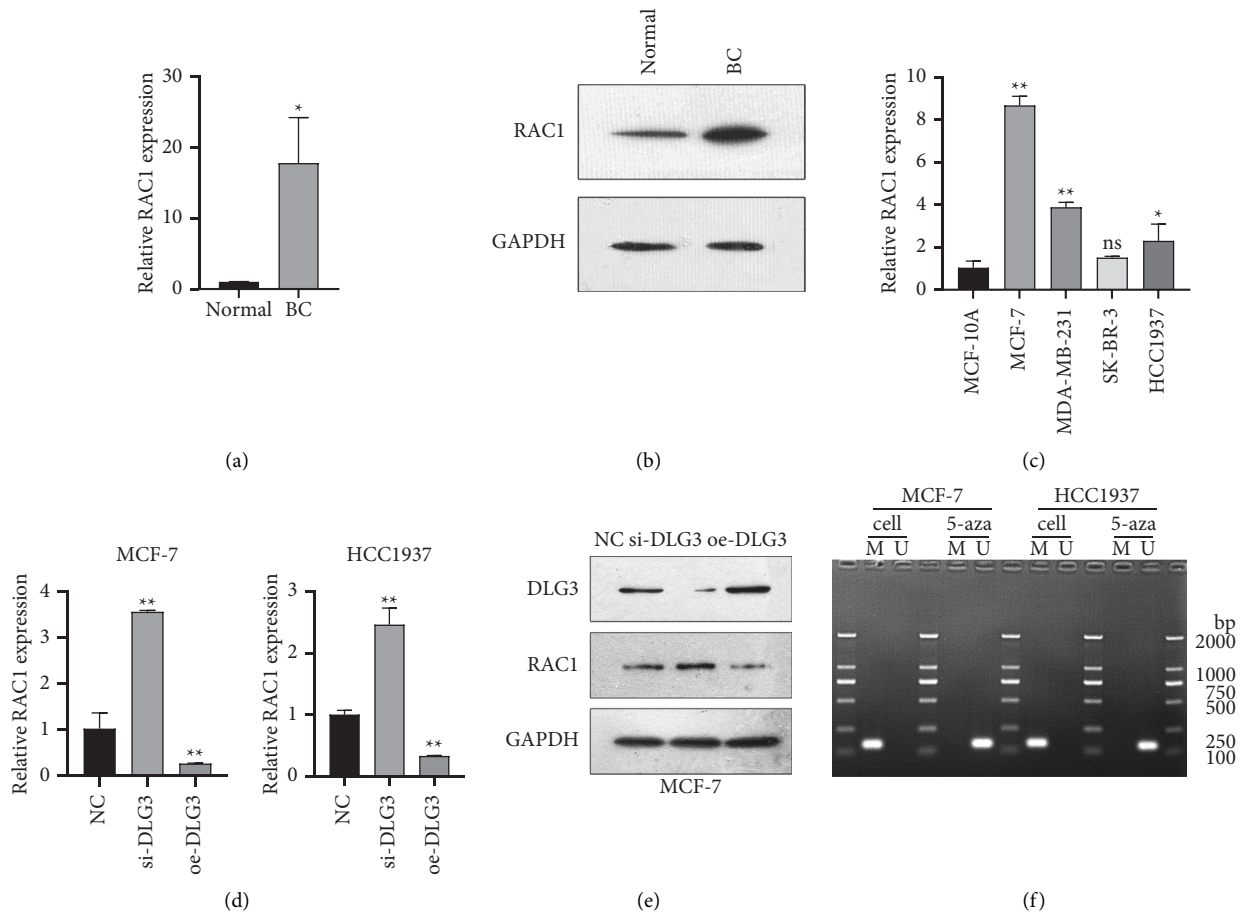 Relative RAC1 expression
30
20
10
0
*
Normal BC
(a)
Normal
BC
RAC1
GAPDH
(b)
Relative RAC1 expression
10
8
6
4
2
0
**
**
ns
*
MCF-10A
MCF-7
MDA-MB-231
SK-BR-3
HCC1937
(c)
MCF-7
Relative RAC1 expression
4
3
2
1
0
**
**
NC
si-DLG3
oe-DLG3
HCC1937
Relative RAC1 expression
3
2
1
0
**
**
NC
si-DLG3
oe-DLG3
(d)
NC si-DLG3 oe-DLG3
DLG3
RAC1
GAPDH
MCF-7
(e)
MCF-7 HCC1937
cell 5-aza cell 5-aza
M U M U M U M U
bp
2000
1000
750
500
250
100
(f)